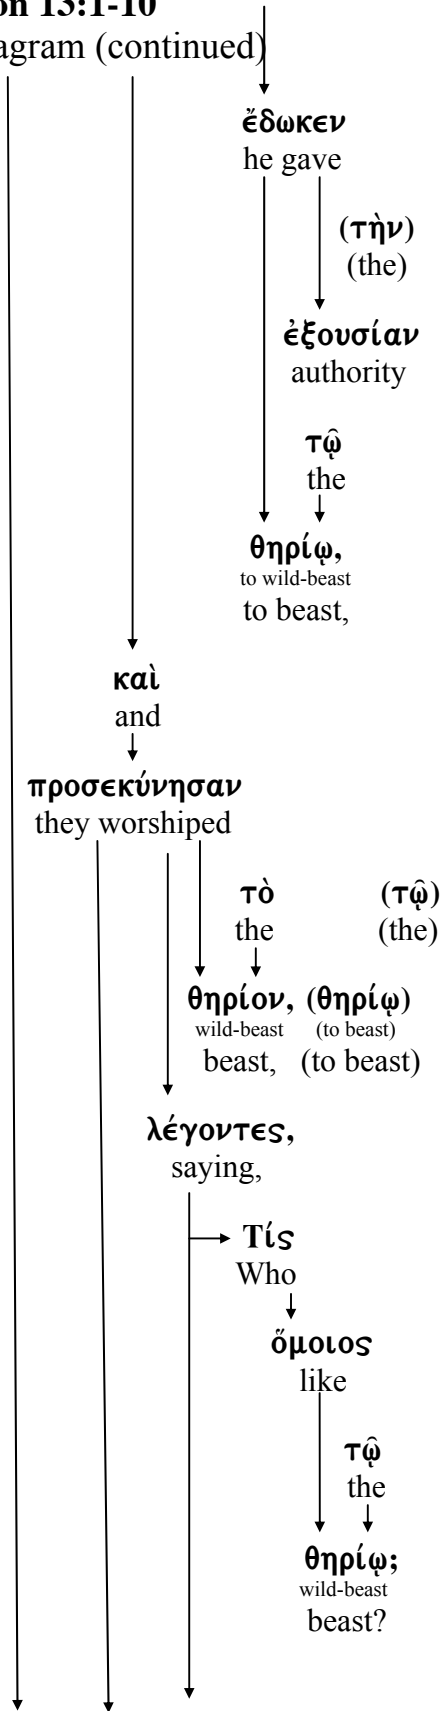 on 13:1-10
agram (continued)
ἔδωκεν
he gave
(τὴν)
(the)
ἐξουσίαν
authority
τῷ
the
θηρίῳ,
to wild-beast
to beast,
καὶ
and
προσεκύνησαν
they worshiped
τὸ (τῷ)
the (the)
θηρίον, (θηρίῳ)
wild-beast (to beast)
beast, (to beast)
λέγοντες,
saying,
Τίς
Who
ὅμοιος
like
τῷ
the
θηρίῳ;
wild-beast
beast?